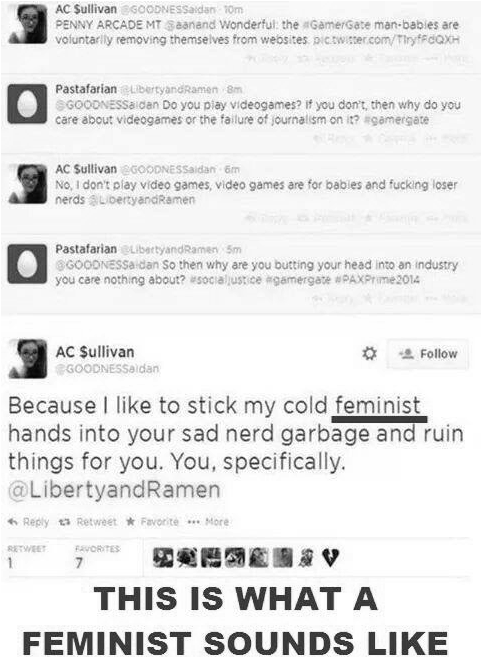 AC $ullivan @GOODNESSaidan · 10m
PENNY ARCADE MT @aanand Wonderful: the #GamerGate man-babies are
voluntarily removing themselves from websites. pic.twitter.com/TlryfFdQXH
Pastafarian @LibertyandRamen · 8m
@GOODNESSaidan Do you play videogames? If you don't, then why do you
care about videogames or the failure of journalism on it? #gamergate
AC $ullivan @GOODNESSaidan · 6m
No, I don't play video games, video games are for babies and fucking loser
nerds @LibertyandRamen
Pastafarian @LibertyandRamen · 5m
@GOODNESSaidan So then why are you butting your head into an industry
you care nothing about? #socialjustice #gamergate #PAXPrime2014
AC $ullivan
@GOODNESSaidan
Follow
Because I like to stick my cold feminist
hands into your sad nerd garbage and ruin
things for you. You, specifically.
@LibertyandRamen
Reply Retweet Favorite ••• More
RETWEET FAVORITES
1 7
THIS IS WHAT A
FEMINIST SOUNDS LIKE